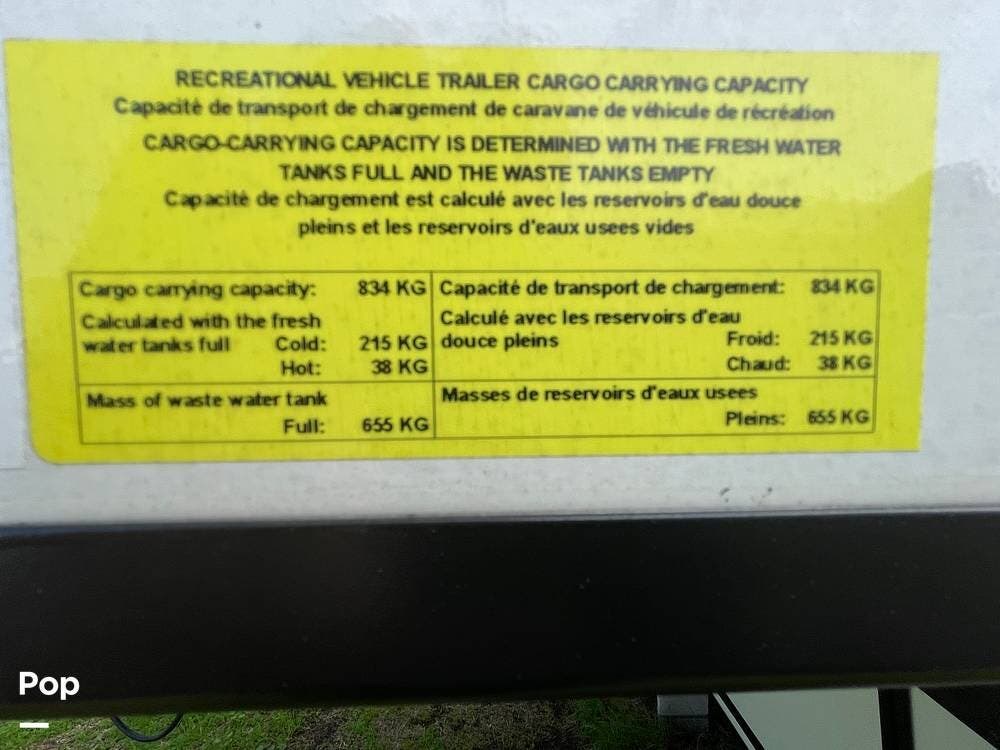 RECREATIONAL VEHICLE TRAILER CARGO CARRYING CAPACITY
Capacité de transport de chargement de caravane de véhicule de récréation
CARGO-CARRYING CAPACITY IS DETERMINED WITH THE FRESH WATER
TANKS FULL AND THE WASTE TANKS EMPTY
Capacité de chargement est calculé avec les reservoirs d'eau douce
pleins et les reservoirs d'eaux usees vides
Cargo carrying capacity: 834 KG
Calculated with the fresh
water tanks full Cold: 215 KG
Hot: 38 KG
Mass of waste water tank
Full: 655 KG
Capacité de transport de chargement: 834 KG
Calculé avec les reservoirs d'eau
douce pleins Froid: 215 KG
Chaud: 38 KG
Masses de reservoirs d'eaux usees
Pleins: 655 KG
Pop